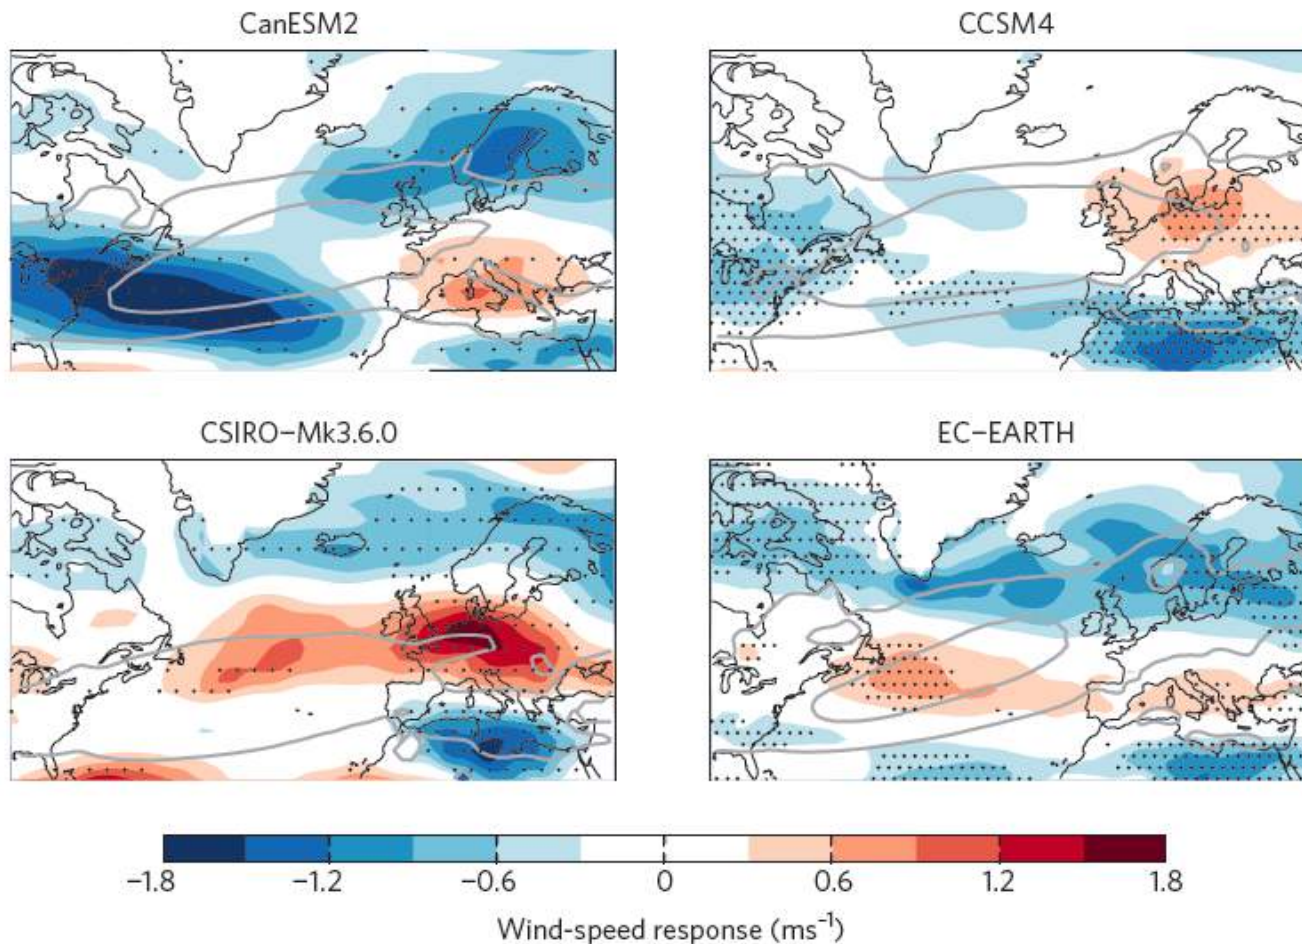 CanESM2
CCSM4
CSIRO–Mk3.6.0
EC–EARTH
−1.8 −1.2 −0.6 0 0.6 1.2 1.8
Wind-speed response (ms⁻¹)